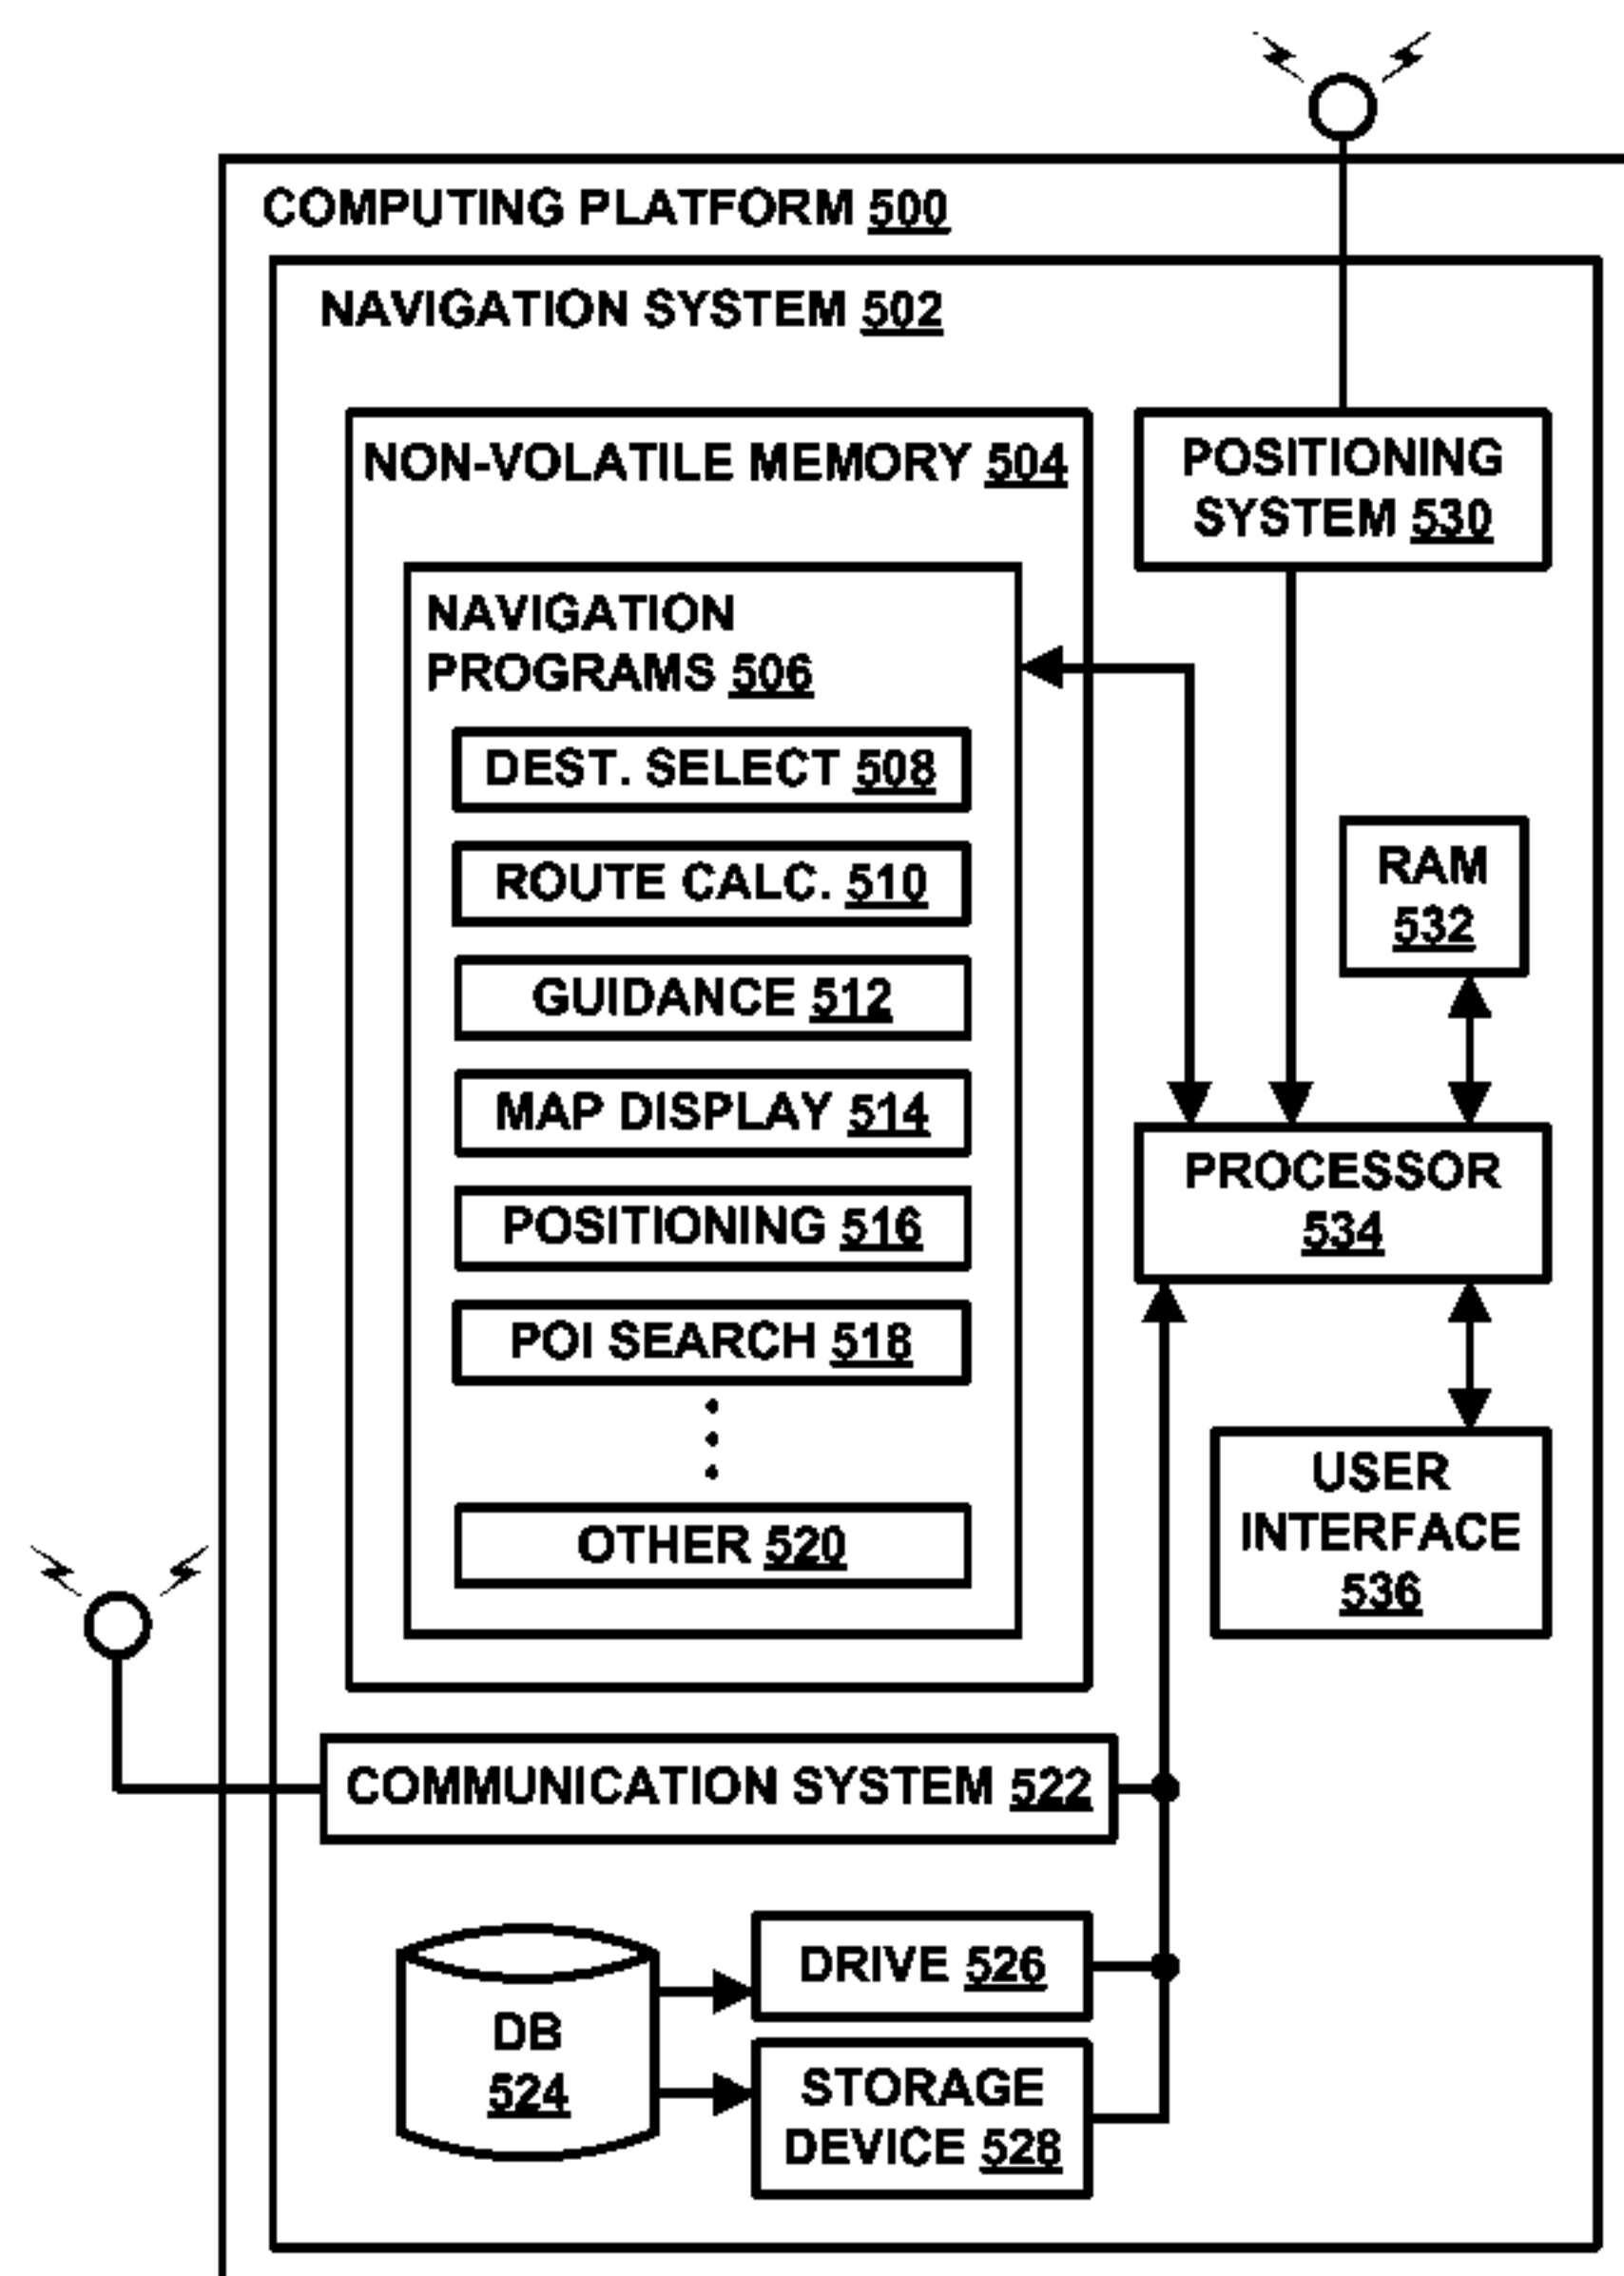 COMPUTING PLATFORM 500
NAVIGATION SYSTEM 502
NON-VOLATILE MEMORY 504
NAVIGATION
PROGRAMS 506
DEST. SELECT 508
ROUTE CALC. 510
GUIDANCE 512
MAP DISPLAY 514
POSITIONING 516
POI SEARCH 518
OTHER 520
POSITIONING
SYSTEM 530
RAM
532
PROCESSOR
534
USER
INTERFACE
536
COMMUNICATION SYSTEM 522
DB
524
DRIVE 526
STORAGE
DEVICE 528